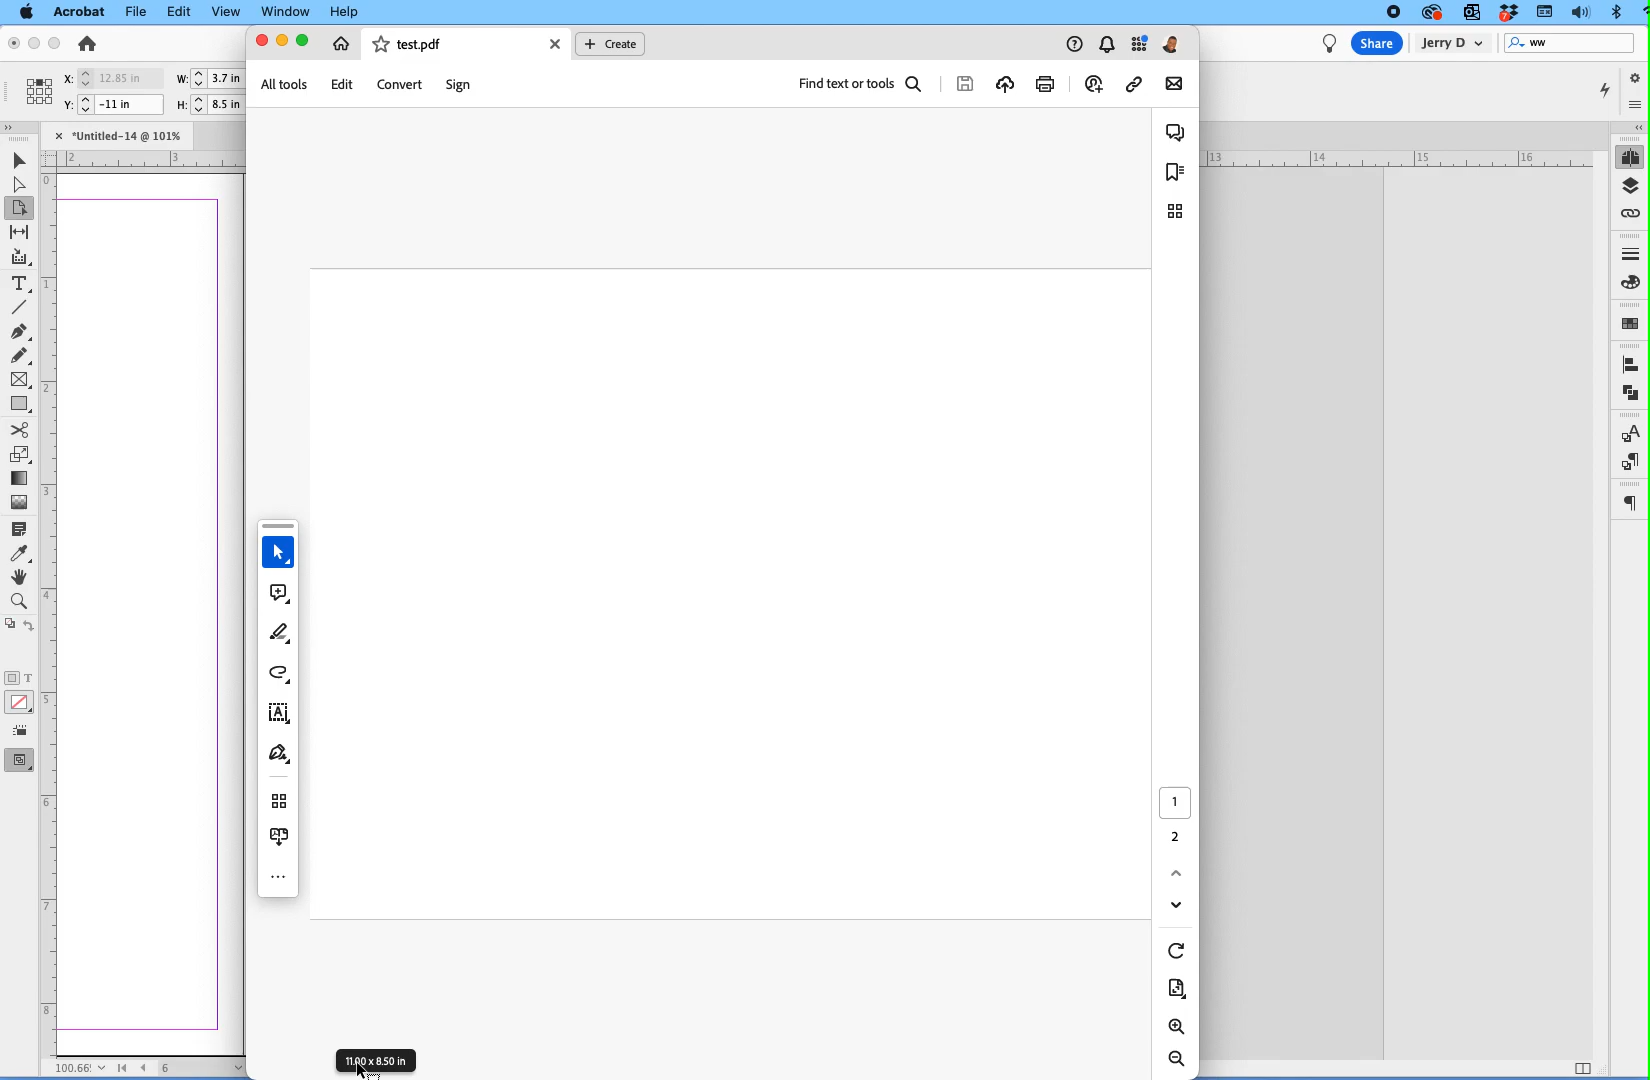 Acrobat File Edit View Window Help
7
test.pdf
Create
Share
Jerry D
ww
X: 12.85 in W: 3.7 in
Y: -11 in H: 8.5 in
All tools Edit Convert Sign
Find text or tools
*Untitled-14 @ 101%
2 3
13 14 15 16
0
1
2
3
4
5
6
7
8
T
T
A
A
1
2
11.00 x 8.50 in
100.66% 6